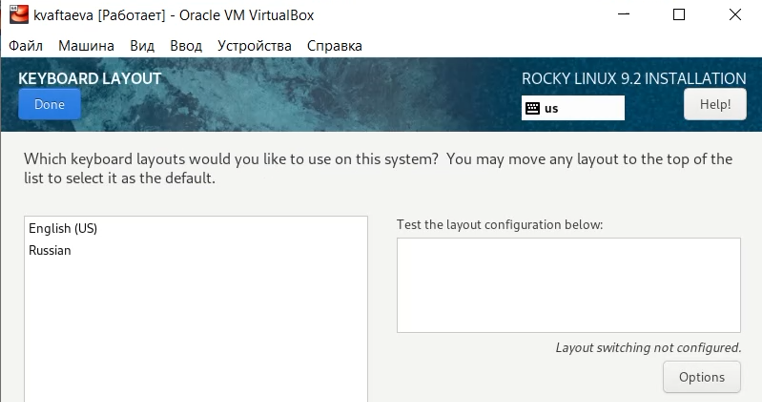 kvaftaeva [Работает] - Oracle VM VirtualBox
Файл Машина Вид Ввод Устройства Справка
KEYBOARD LAYOUT
Done
ROCKY LINUX 9.2 INSTALLATION
us
Help!
Which keyboard layouts would you like to use on this system? You may move any layout to the top of the
list to select it as the default.
English (US)
Russian
Test the layout configuration below:
Layout switching not configured.
Options